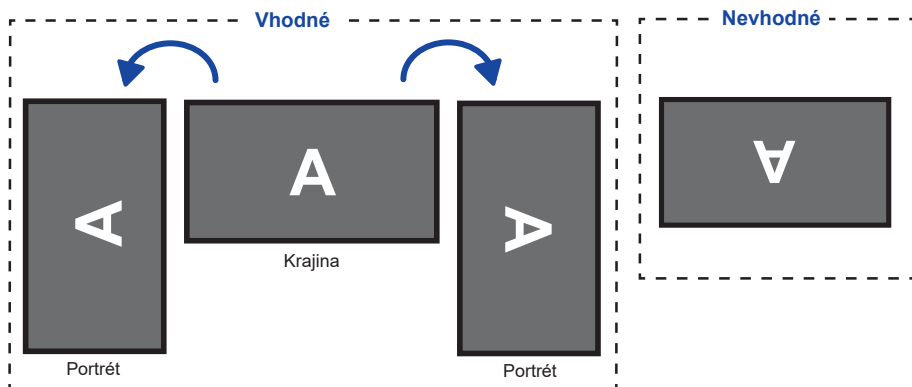 Vhodné
Nevhodné
A
A
A
A
Krajina
Portrét
Portrét